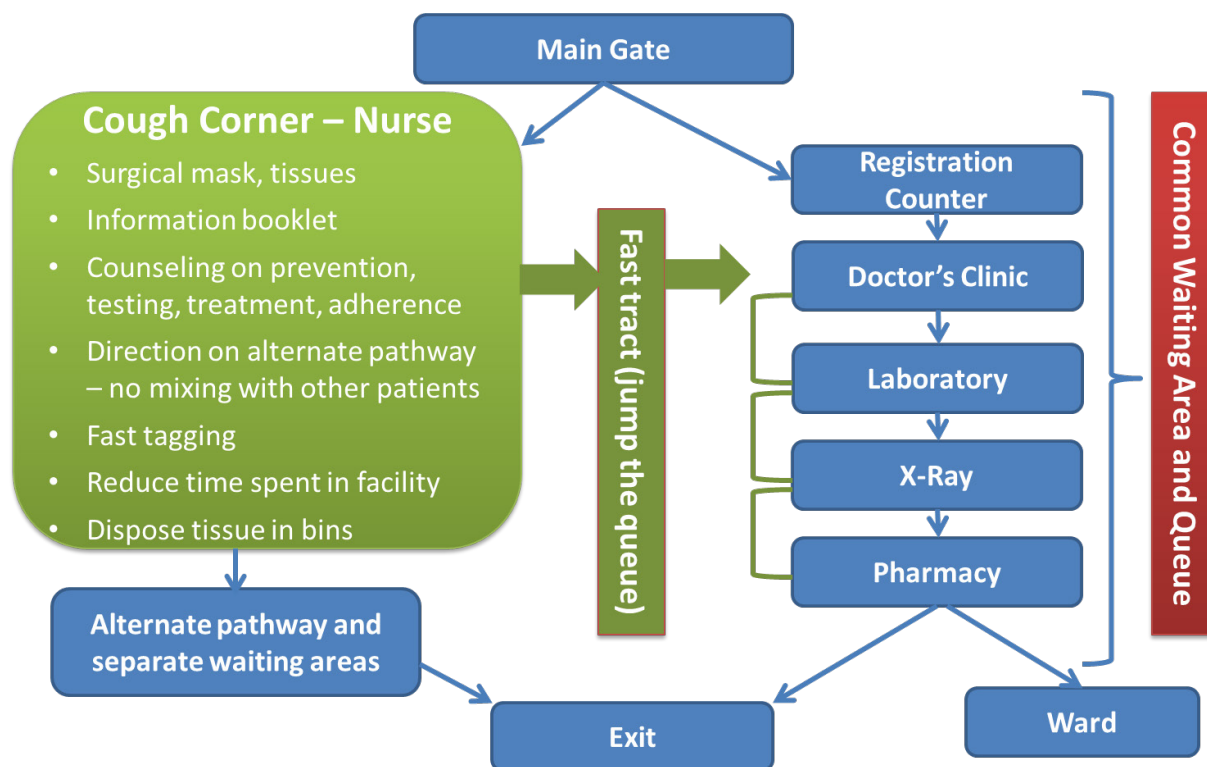 Main Gate
Cough Corner – Nurse
• Surgical mask, tissues
• Information booklet
• Counseling on prevention,
testing, treatment, adherence
• Direction on alternate pathway
– no mixing with other patients
• Fast tagging
• Reduce time spent in facility
• Dispose tissue in bins
Alternate pathway and
separate waiting areas
Fast tract (jump the queue)
Registration
Counter
Doctor’s Clinic
Laboratory
X-Ray
Pharmacy
Common Waiting Area and Queue
Exit
Ward